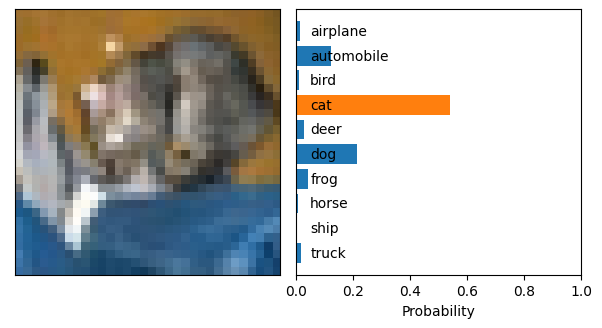 airplane
automobile
bird
cat
deer
dog
frog
horse
ship
truck
0.0 0.2 0.4 0.6 0.8 1.0
Probability